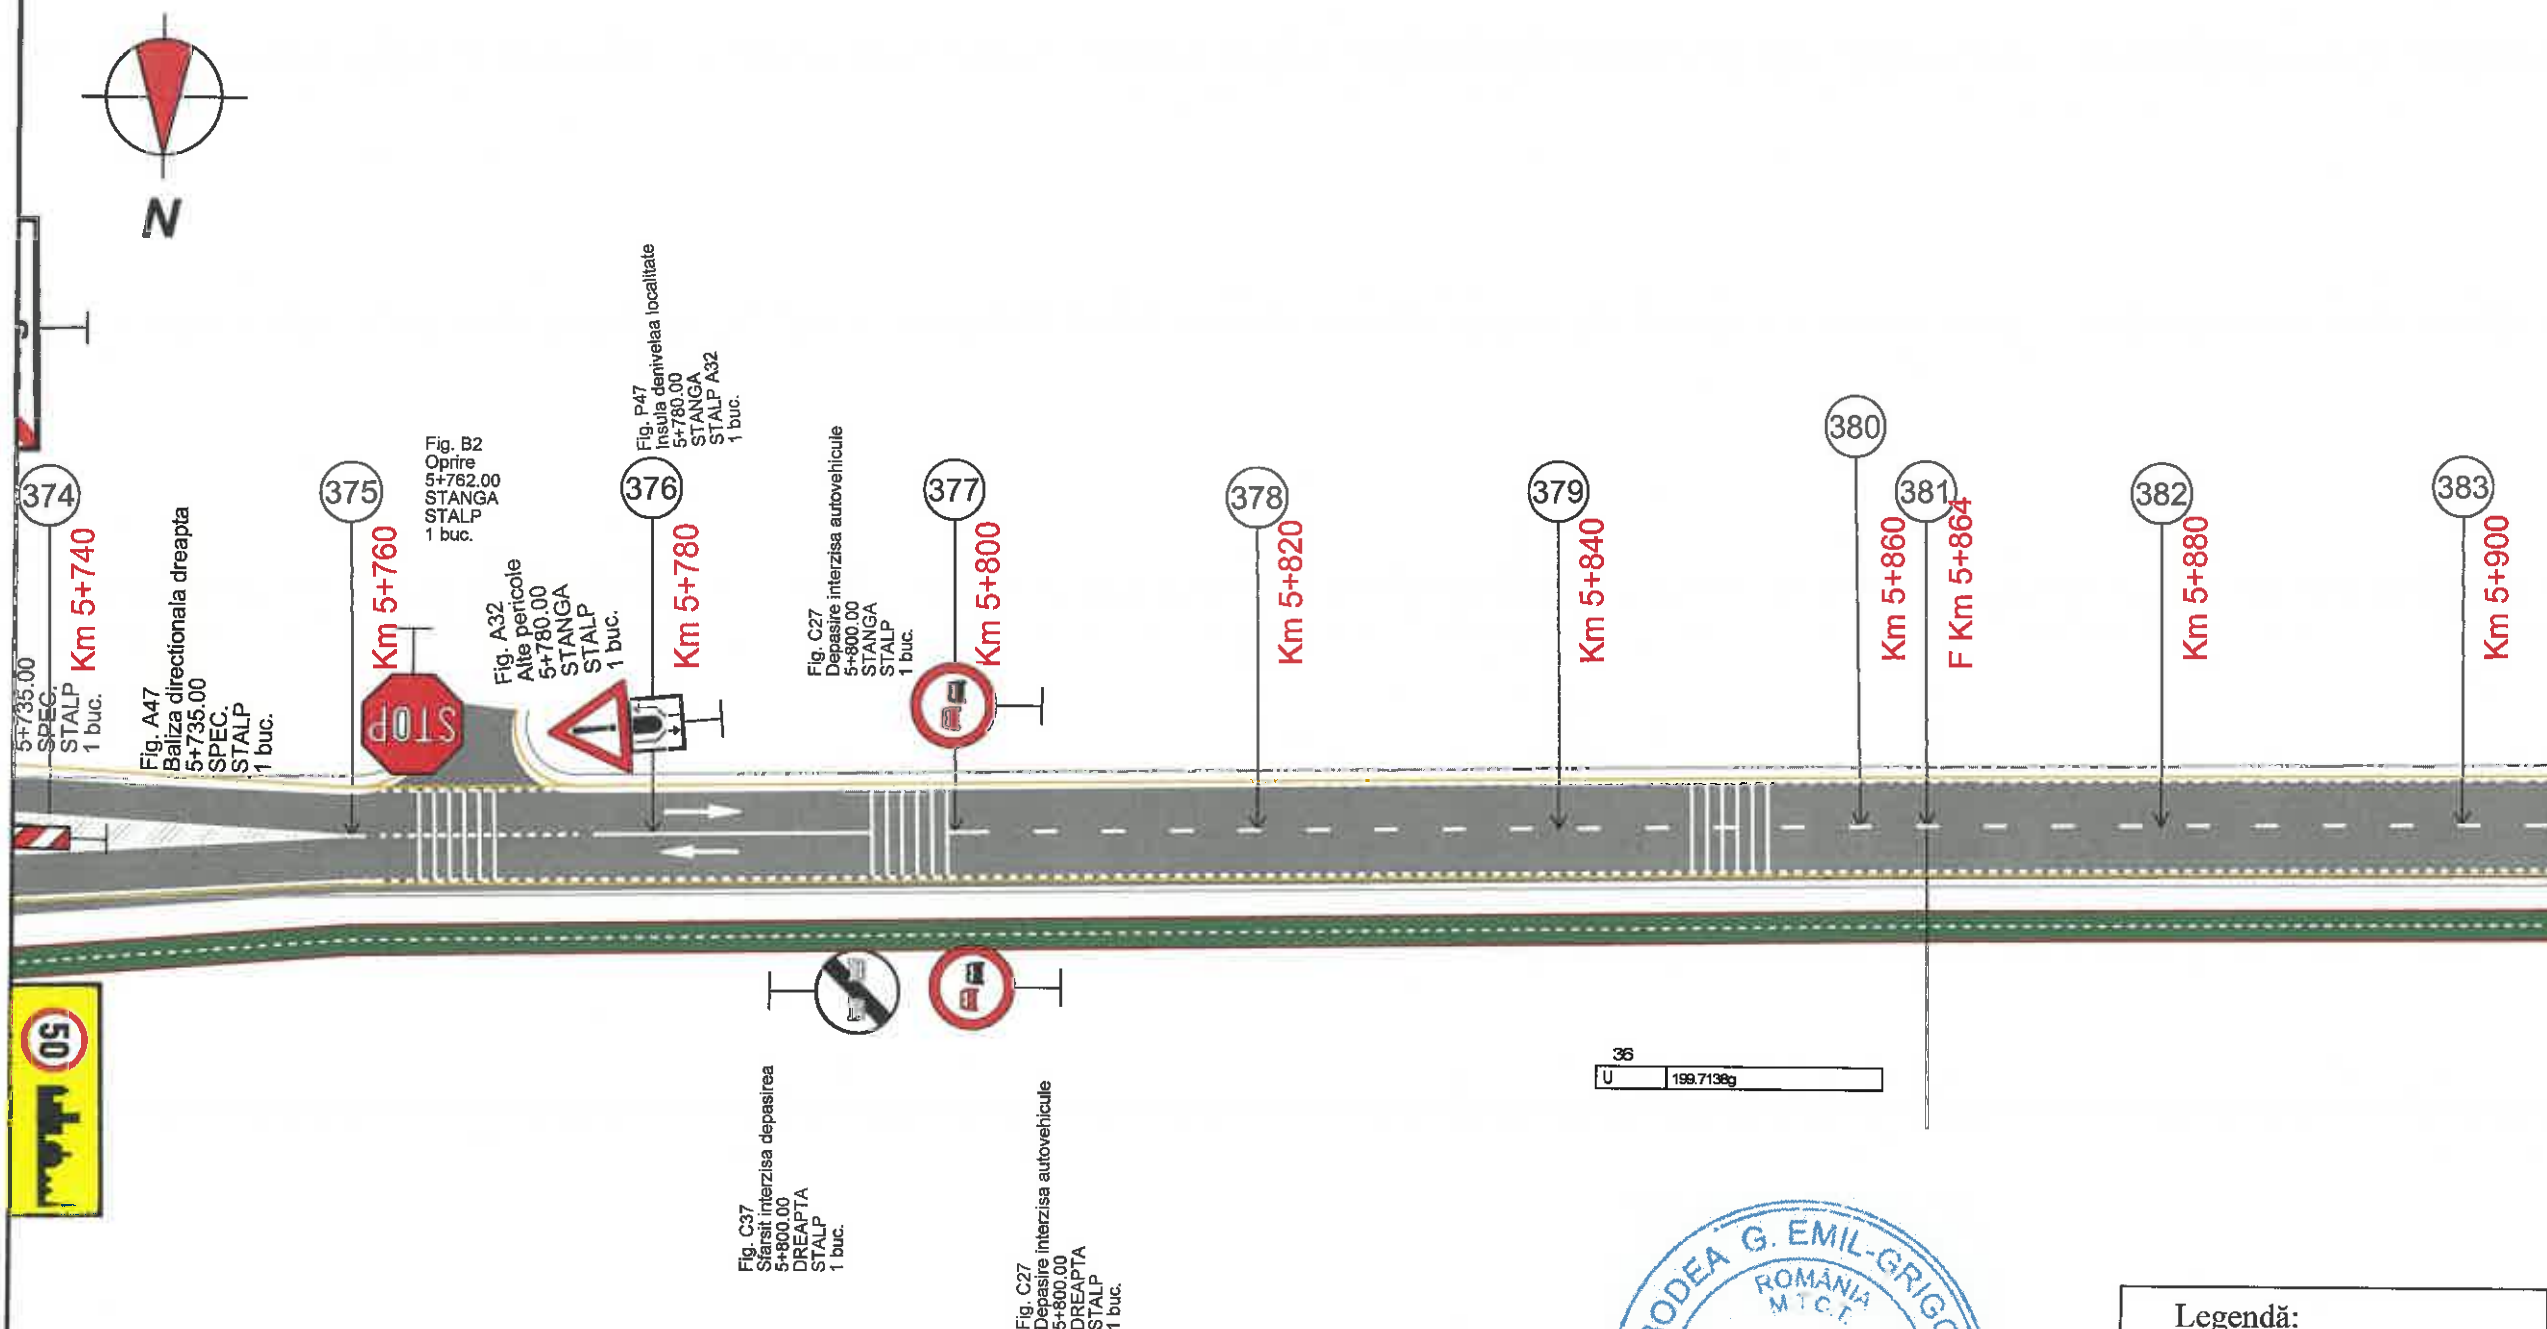 N
374
Km 5+740
5+735.00
SPEC.
STALP
1 buc.
Fig. A47
Baliza directionala dreapta
5+735.00
SPEC.
STALP
1 buc.
375
Km 5+760
Fig. B2
Oprire
5+762.00
STANGA
STALP
1 buc.
STOP
Fig. A32
Alte pericole
5+780.00
STANGA
STALP
1 buc.
Fig. P47
Insula denivelaa localitate
5+780.00
STANGA
STALP A32
1 buc.
376
Km 5+780
Fig. C27
Depasire interzisa autovehicule
5+800.00
STANGA
STALP
1 buc.
377
Km 5+800
378
Km 5+820
379
Km 5+840
380
Km 5+860
381
F Km 5+864
382
Km 5+880
383
Km 5+900
50
Fig. C37
Sfarsit interzisa depasirea
5+800.00
DREAPTA
STALP
1 buc.
Fig. C27
Depasire interzisa autovehicule
5+800.00
DREAPTA
STALP
1 buc.
36
U 199.7138g
BODEA G. EMIL-GRIGO
ROMÂNIA
M.T.C.T.
Legendă: